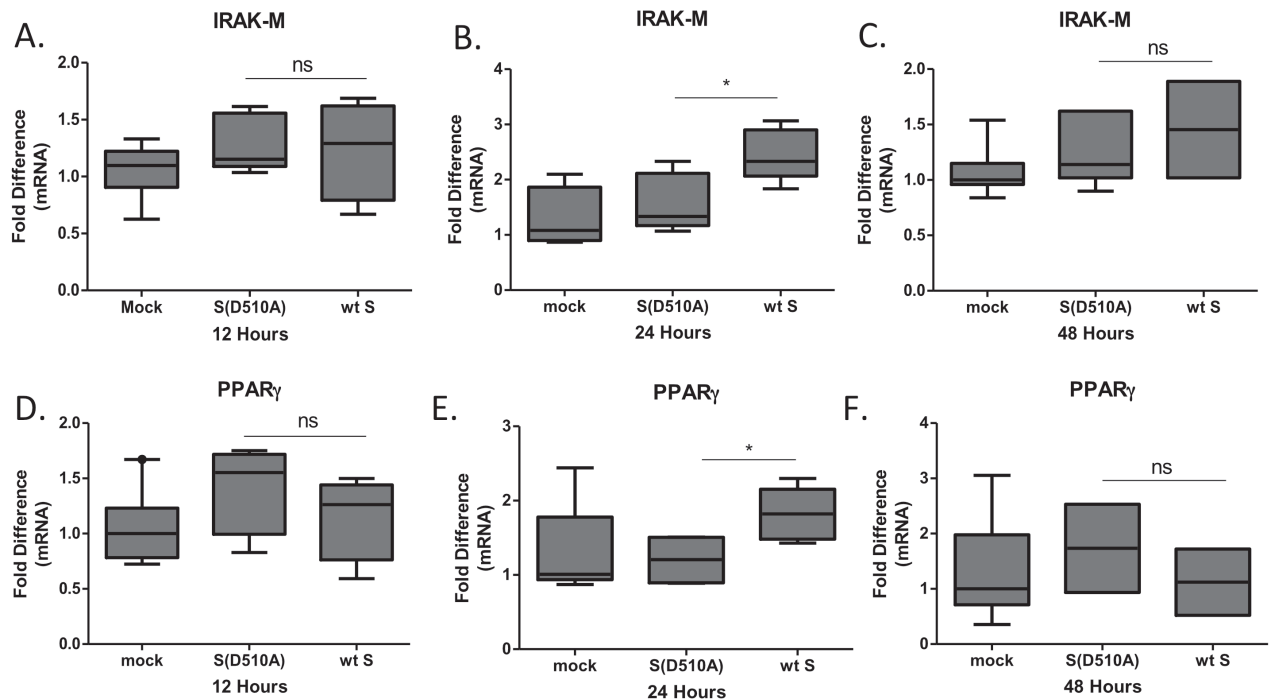 A.
IRAK-M
Fold Difference
(mRNA)
2.0
1.5
1.0
0.5
0.0
ns
Mock
S(D510A)
wt S
12 Hours
B.
IRAK-M
Fold Difference
(mRNA)
4
3
2
1
0
*
mock
S(D510A)
wt S
24 Hours
C.
IRAK-M
Fold Difference
(mRNA)
2.0
1.5
1.0
0.5
0.0
ns
mock
S(D510A)
wt S
48 Hours
D.
PPARγ
Fold Difference
(mRNA)
2.0
1.5
1.0
0.5
0.0
ns
mock
S(D510A)
wt S
12 Hours
E.
PPARγ
Fold Difference
(mRNA)
3
2
1
0
*
mock
S(D510A)
wt S
24 Hours
F.
PPARγ
Fold Difference
(mRNA)
4
3
2
1
0
ns
mock
S(D510A)
wt S
48 Hours